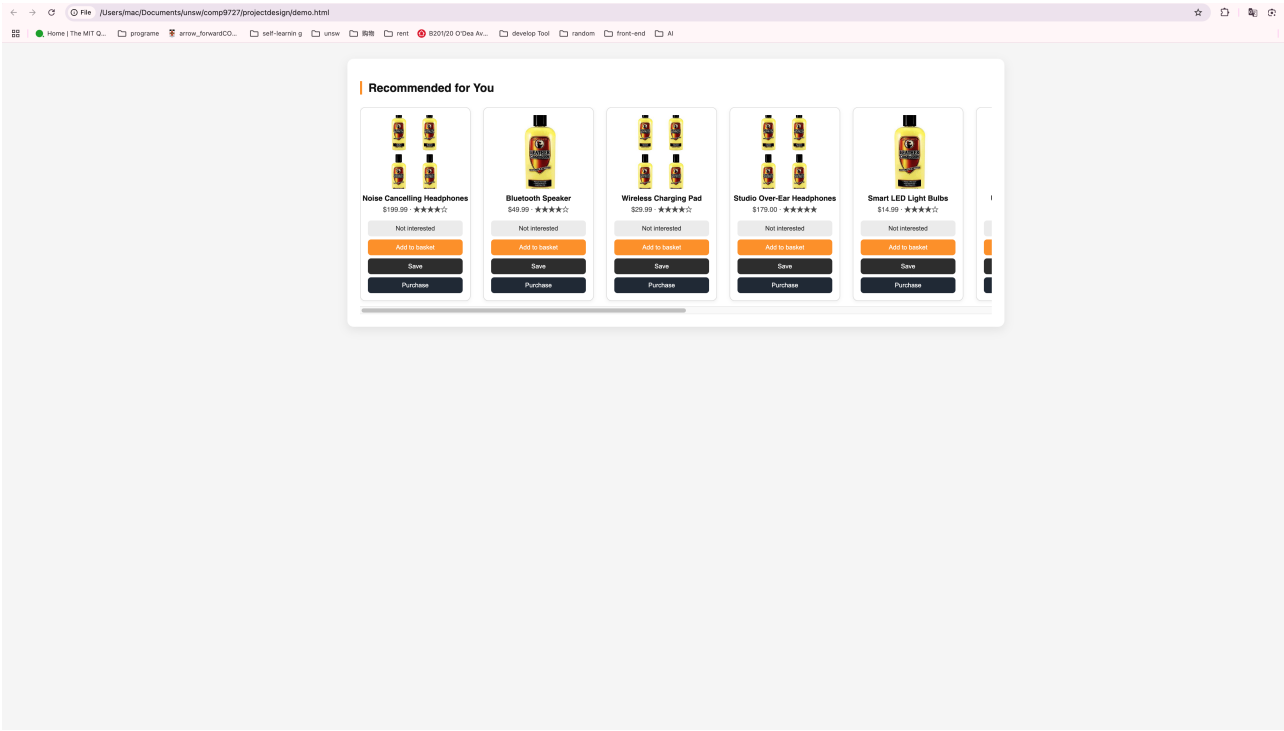 File /Users/mac/Documents/unsw/comp9727/projectdesign/demo.html
Home | The MIT Q... programe arrow_forwardCO... self-learnin g unsw 购物 rent B201/20 O'Dea Av... develop Tool random front-end AI
Recommended for You
Noise Cancelling Headphones Bluetooth Speaker Wireless Charging Pad Studio Over-Ear Headphones Smart LED Light Bulbs
$199.99 · ★★★★☆ $49.99 · ★★★★☆ $29.99 · ★★★★☆ $179.00 · ★★★★★ $14.99 · ★★★★☆
Not interested Not interested Not interested Not interested Not interested
Add to basket Add to basket Add to basket Add to basket Add to basket
Save Save Save Save Save
Purchase Purchase Purchase Purchase Purchase